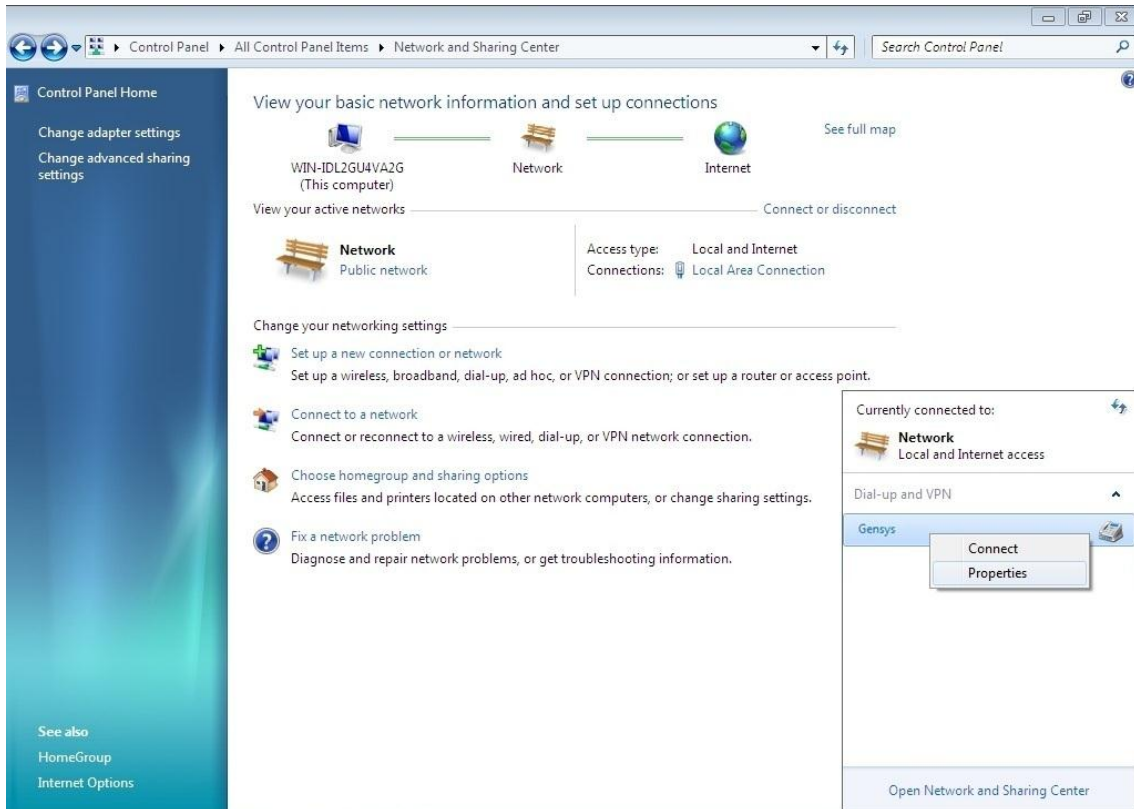 Control Panel
All Control Panel Items
Network and Sharing Center
Search Control Panel
Control Panel Home
Change adapter settings
Change advanced sharing
settings
See also
HomeGroup
Internet Options
View your basic network information and set up connections
See full map
WIN-IDL2GU4VA2G
(This computer)
Network
Internet
View your active networks
Connect or disconnect
Network
Public network
Access type: Local and Internet
Connections: Local Area Connection
Change your networking settings
Set up a new connection or network
Set up a wireless, broadband, dial-up, ad hoc, or VPN connection; or set up a router or access point.
Connect to a network
Connect or reconnect to a wireless, wired, dial-up, or VPN network connection.
Choose homegroup and sharing options
Access files and printers located on other network computers, or change sharing settings.
Fix a network problem
Diagnose and repair network problems, or get troubleshooting information.
Currently connected to:
Network
Local and Internet access
Dial-up and VPN
Gensys
Connect
Properties
Open Network and Sharing Center